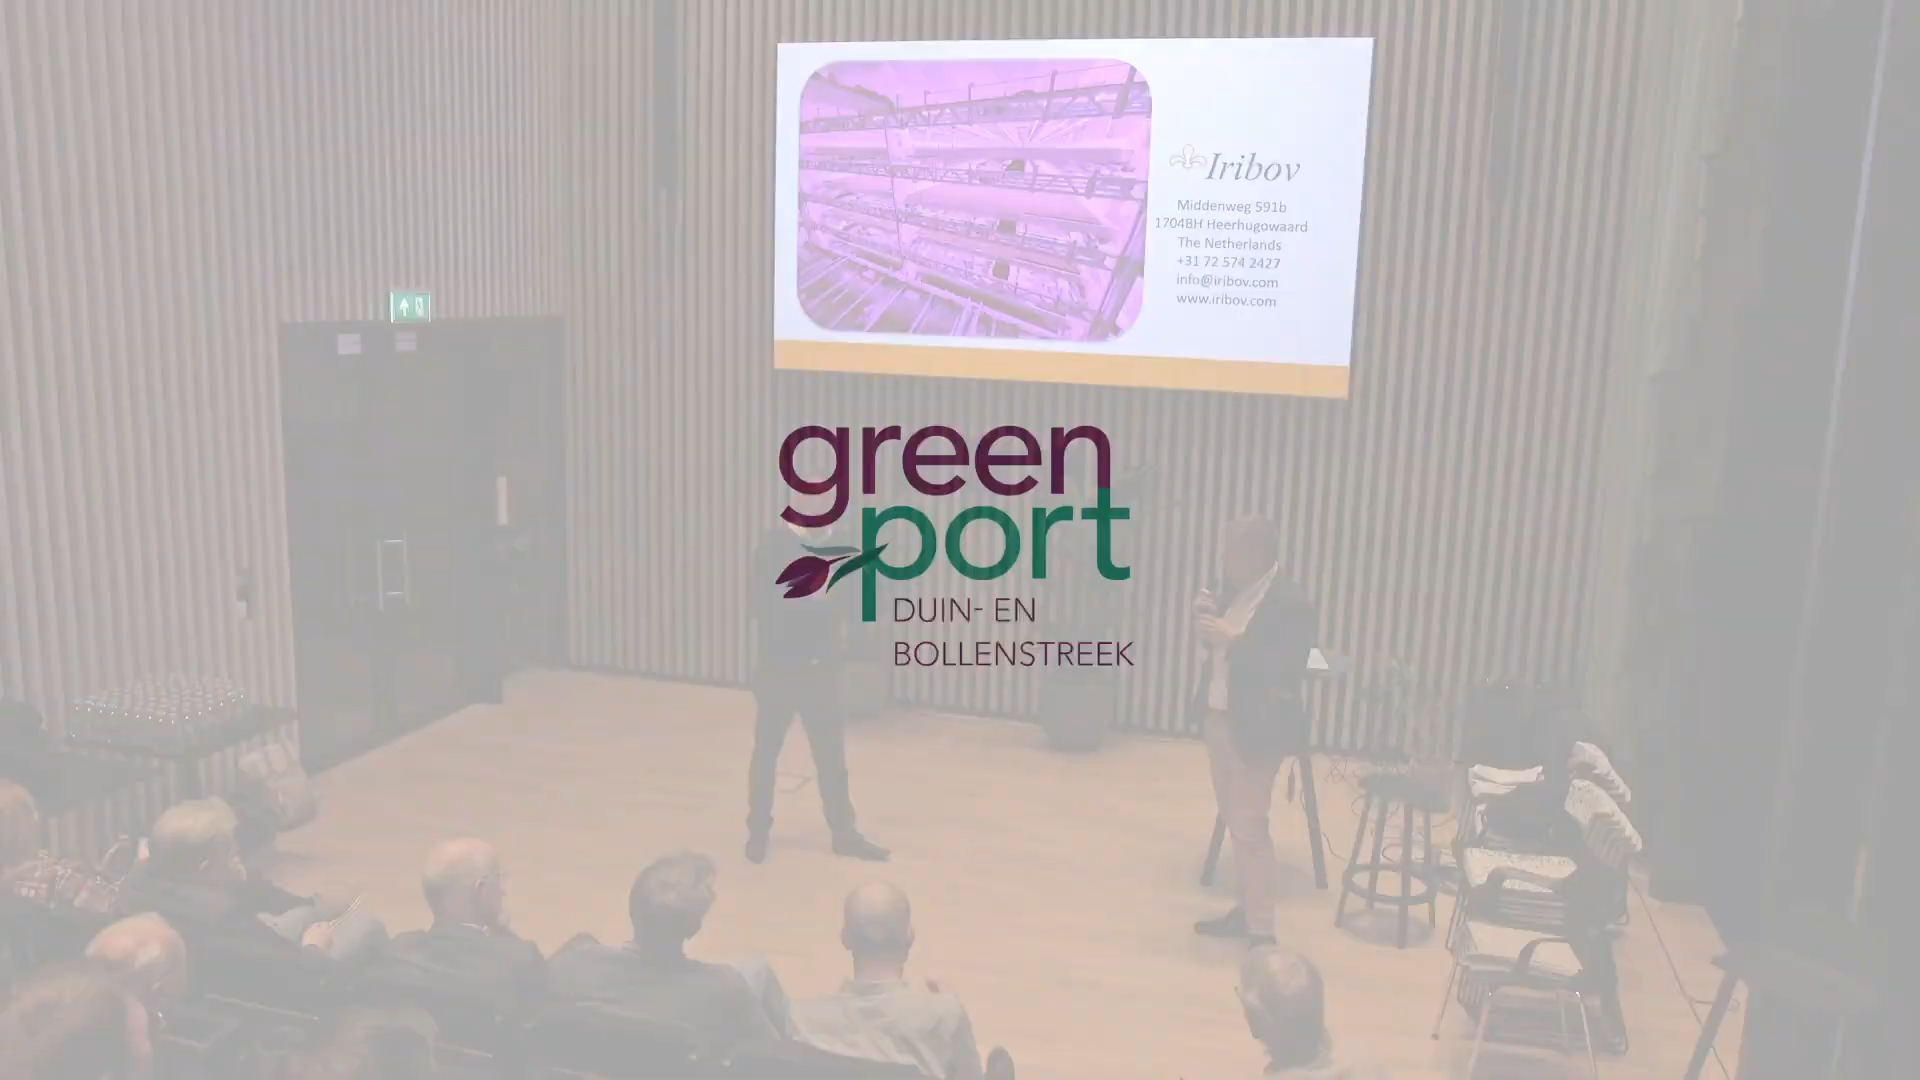 Iribov
Middenweg 591b
1704BH Heerhugowaard
The Netherlands
+31 72 574 2427
info@iribov.com
www.iribov.com
green
port
DUIN- EN
BOLLENSTREEK